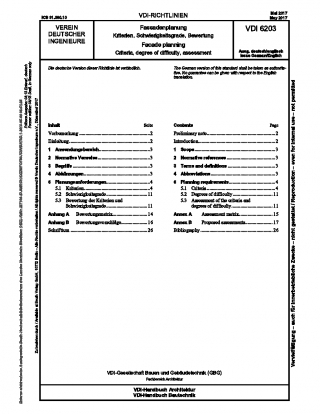 ICS 91.060.10
VDI-RICHTLINIEN
Mai 2017
May 2017
VEREIN
DEUTSCHER
INGENIEURE
Fassadenplanung
Kriterien, Schwierigkeitsgrade, Bewertung
Facade planning
Criteria, degree of difficulty, assessment
VDI 6203
Ausg. deutsch/englisch
Issue German/English
Die deutsche Version dieser Richtlinie ist verbindlich.
The German version of this standard shall be taken as authorita-
tive. No guarantee can be given with respect to the English
translation.
Inhalt Seite
Vorbemerkung 2
Einleitung 2
1 Anwendungsbereich 3
2 Normative Verweise 3
3 Begriffe 3
4 Abkürzungen 3
5 Planungsanforderungen 4
5.1 Kriterien 4
5.2 Schwierigkeitsgrade 11
5.3 Bewertung der Kriterien und
Schwierigkeitsgrade 11
Anhang A Bewertungsmatrix 14
Anhang B Bewertungsvorschläge 16
Schrifttum 26
Contents Page
Preliminary note 2
Introduction 2
1 Scope 3
2 Normative references 3
3 Terms and definitions 3
4 Abbreviations 3
5 Planning requirements 4
5.1 Criteria 4
5.2 Degrees of difficulty 11
5.3 Assessment of the criteria and
degrees of difficulty 11
Annex A Assessment matrix 15
Annex B Proposed assessments 17
Bibliography 26
Vervielfältigung – auch für innerbetriebliche Zwecke – nicht gestattet / Reproduction – even for internal use – not permitted
VDI-Gesellschaft Bauen und Gebäudetechnik (GBG)
Fachbereich Architektur
VDI-Handbuch Architektur
VDI-Handbuch Bautechnik